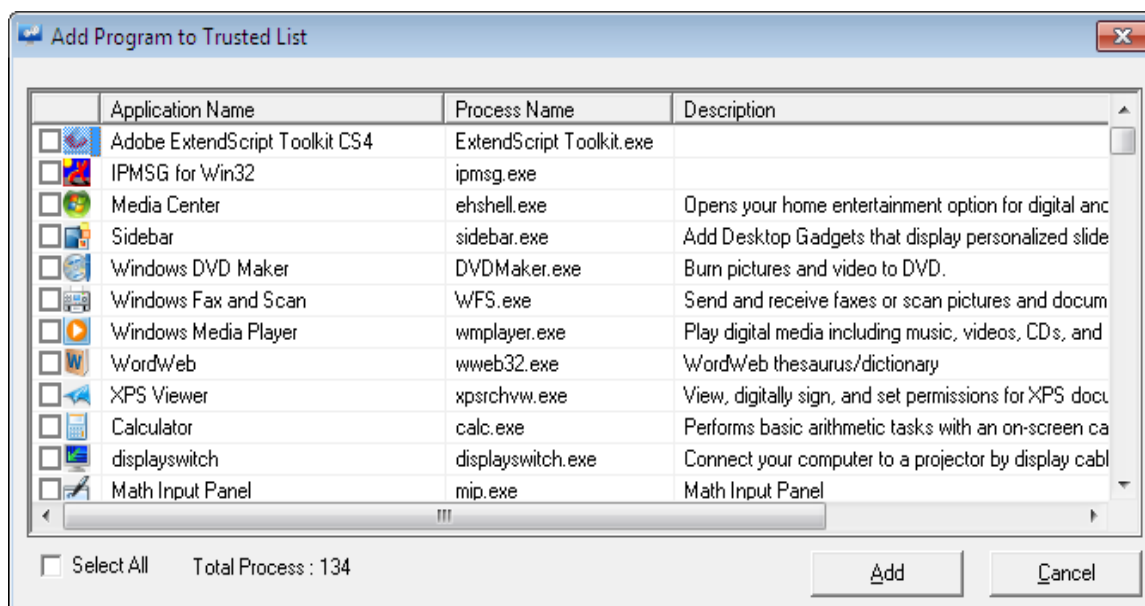 Add Program to Trusted List
Application Name Process Name Description
Adobe ExtendScript Toolkit CS4 ExtendScript Toolkit.exe
IPMSG for Win32 ipmsg.exe
Media Center ehshell.exe Opens your home entertainment option for digital and
Sidebar sidebar.exe Add Desktop Gadgets that display personalized slide
Windows DVD Maker DVDMaker.exe Burn pictures and video to DVD.
Windows Fax and Scan WFS.exe Send and receive faxes or scan pictures and docum
Windows Media Player wmplayer.exe Play digital media including music, videos, CDs, and
WordWeb wweb32.exe WordWeb thesaurus/dictionary
XPS Viewer xpsrchvw.exe View, digitally sign, and set permissions for XPS docu
Calculator calc.exe Performs basic arithmetic tasks with an on-screen ca
displayswitch displayswitch.exe Connect your computer to a projector by display cabl
Math Input Panel mip.exe Math Input Panel
Select All Total Process : 134 Add Cancel